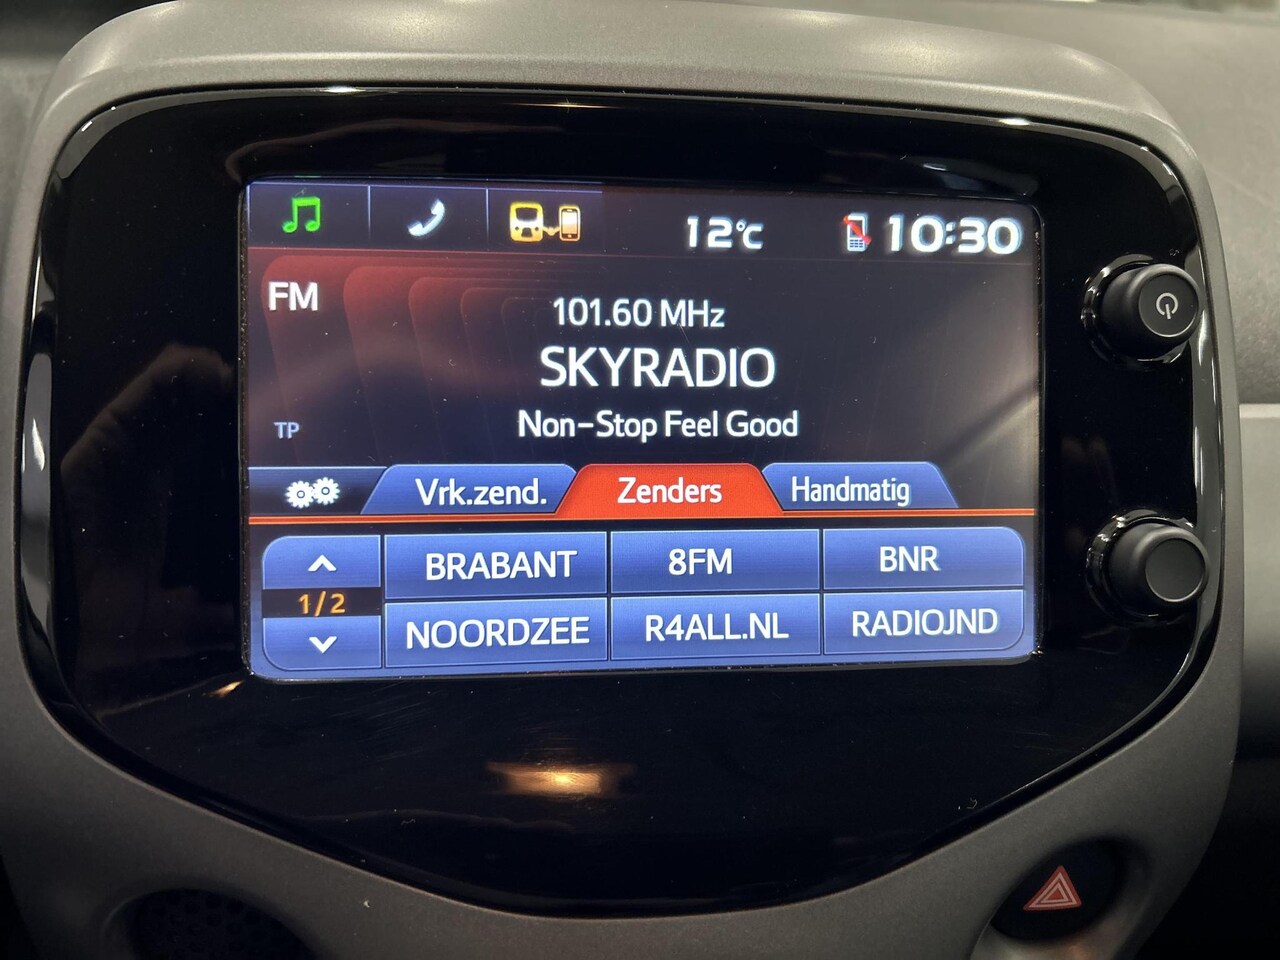 12°C 10:30
FM
101.60 MHz
SKYRADIO
TP
Non-Stop Feel Good
Vrk.zend. Zenders Handmatig
BRABANT 8FM BNR
1/2
NOORDZEE R4ALL.NL RADIOJND